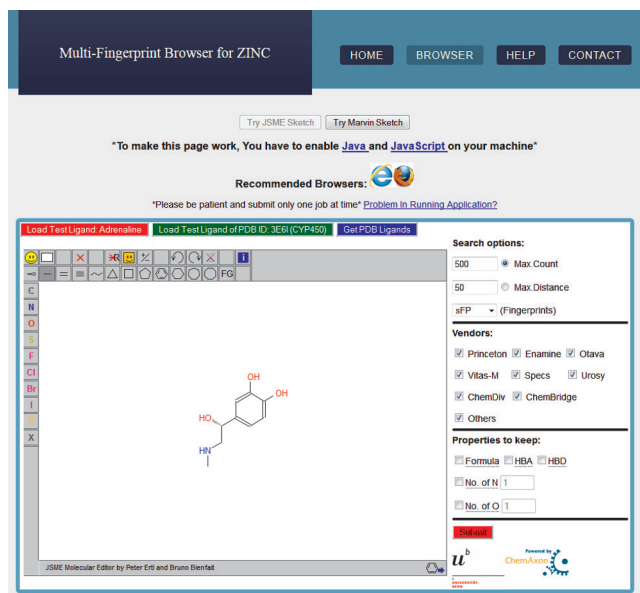 Multi-Fingerprint Browser for ZINC
HOME BROWSER HELP CONTACT
Try JSME Sketch Try Marvin Sketch
*To make this page work, You have to enable Java and JavaScript on your machine*
Recommended Browsers:
*Please be patient and submit only one job at time* Problem In Running Application?
Load Test Ligand: Adrenaline Load Test Ligand of PDB ID: 3E6I (CYP450) Get PDB Ligands
Search options:
500 Max.Count
50 Max.Distance
sFP (Fingerprints)
Vendors:
Princeton Enamine Otava
Vitas-M Specs Urosy
ChemDiv ChemBridge
Others
Properties to keep:
Formula HBA HBD
No. of N 1
No. of O 1
Submit
R
i
FG
C
N
O
S
F
Cl
Br
I
X
OH
OH
HO
HN
JSME Molecular Editor by Peter Ertl and Bruno Bienfait
u b
Powered by
ChemAxon